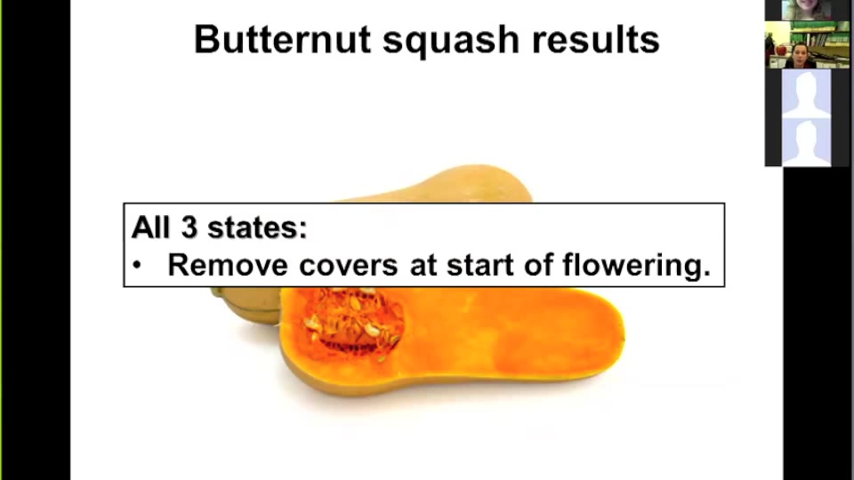 Butternut squash results
All 3 states:
• Remove covers at start of flowering.